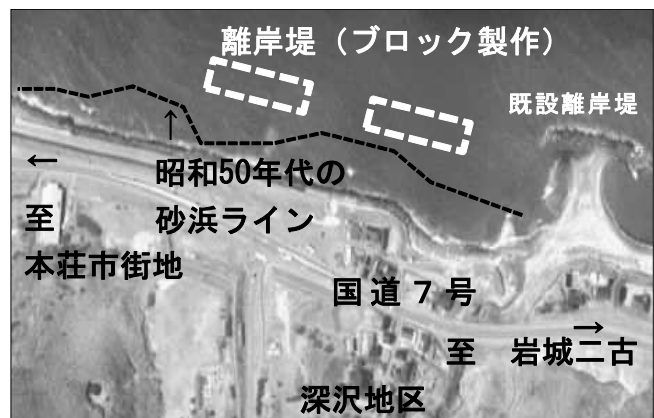 離岸堤（ブロック製作）
既設離岸堤
↑
←
昭和50年代の
砂浜ライン
至
本荘市街地
国道７号
→
至 岩城二古
深沢地区